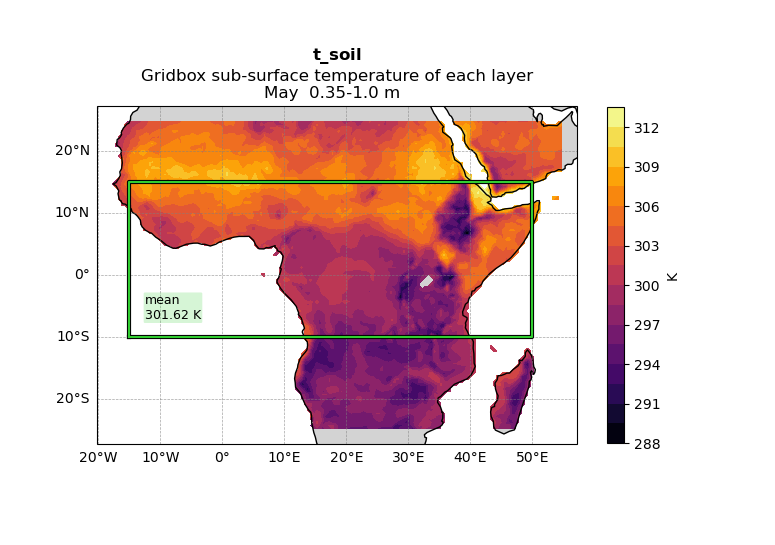 t_soil
Gridbox sub-surface temperature of each layer
May  0.35-1.0 m
20°N
10°N
0°
10°S
20°S
mean
301.62 K
20°W
10°W
0°
10°E
20°E
30°E
40°E
50°E
312
309
306
303
300
297
294
291
288
K